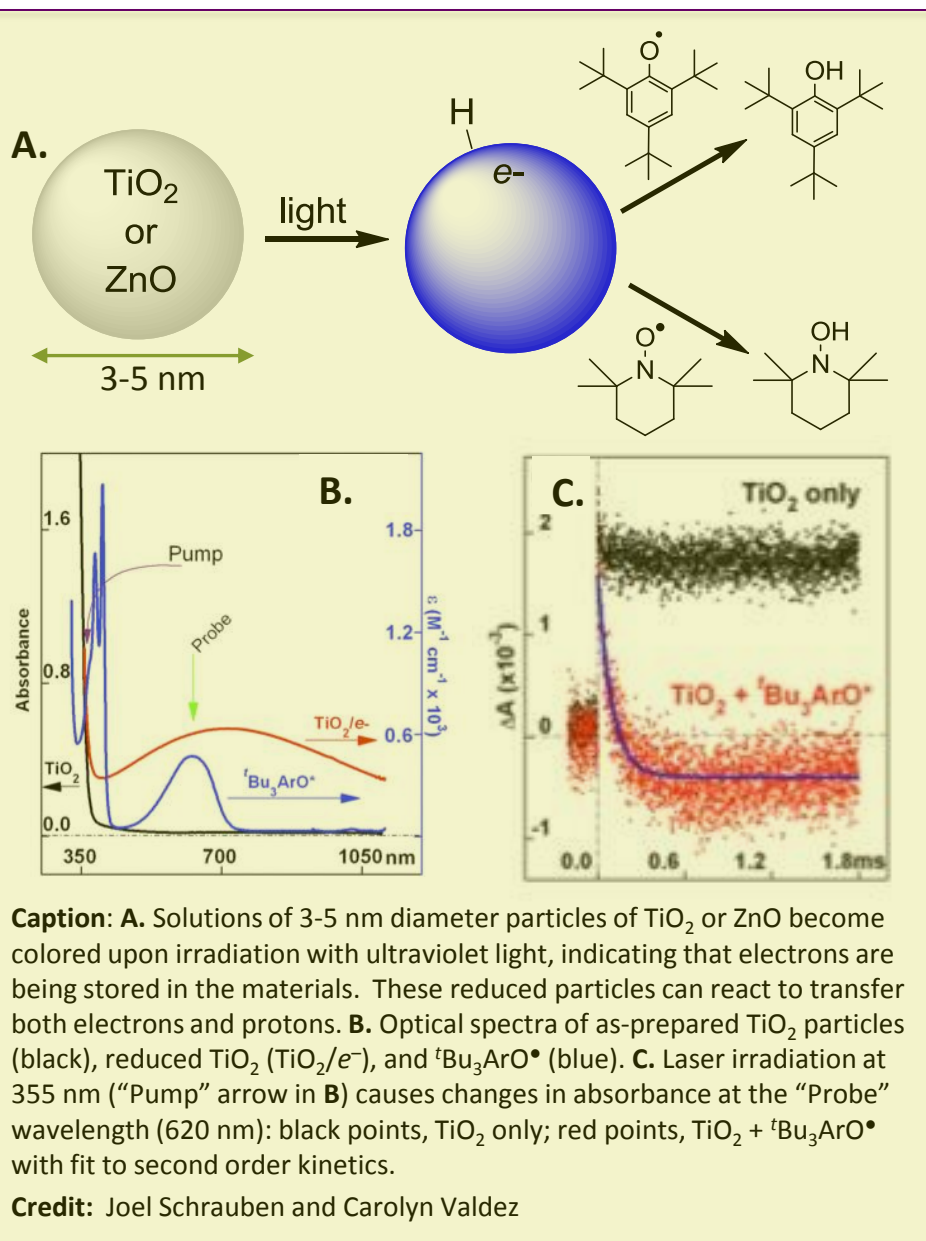 A.
TiO₂
or
ZnO
3-5 nm
light
H
e-
O•
OH
O•
N
OH
N
B.
1.6
0.8
0.0
Absorbance
Pump
Probe
TiO₂
TiO₂/e-
ᵗBu₃ArO•
1.8
1.2
0.6
ε (M⁻¹ cm⁻¹ x 10³)
350
700
1050 nm
C.
TiO₂ only
TiO₂ + ᵗBu₃ArO•
2
1
0
-1
ΔA (x10⁻³)
0.0
0.6
1.2
1.8ms
Caption: A. Solutions of 3-5 nm diameter particles of TiO₂ or ZnO become
colored upon irradiation with ultraviolet light, indicating that electrons are
being stored in the materials. These reduced particles can react to transfer
both electrons and protons. B. Optical spectra of as-prepared TiO₂ particles
(black), reduced TiO₂ (TiO₂/e⁻), and ᵗBu₃ArO● (blue). C. Laser irradiation at
355 nm (“Pump” arrow in B) causes changes in absorbance at the “Probe”
wavelength (620 nm): black points, TiO₂ only; red points, TiO₂ + ᵗBu₃ArO●
with fit to second order kinetics.
Credit: Joel Schrauben and Carolyn Valdez